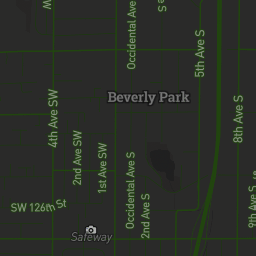 Occidental Ave S
5th Ave S
Beverly Park
4th Ave SW
8th Ave S
2nd Ave SW
1st Ave SW
Occidental Ave S
2nd Ave S
9th Ave S
SW 126th St
Safeway